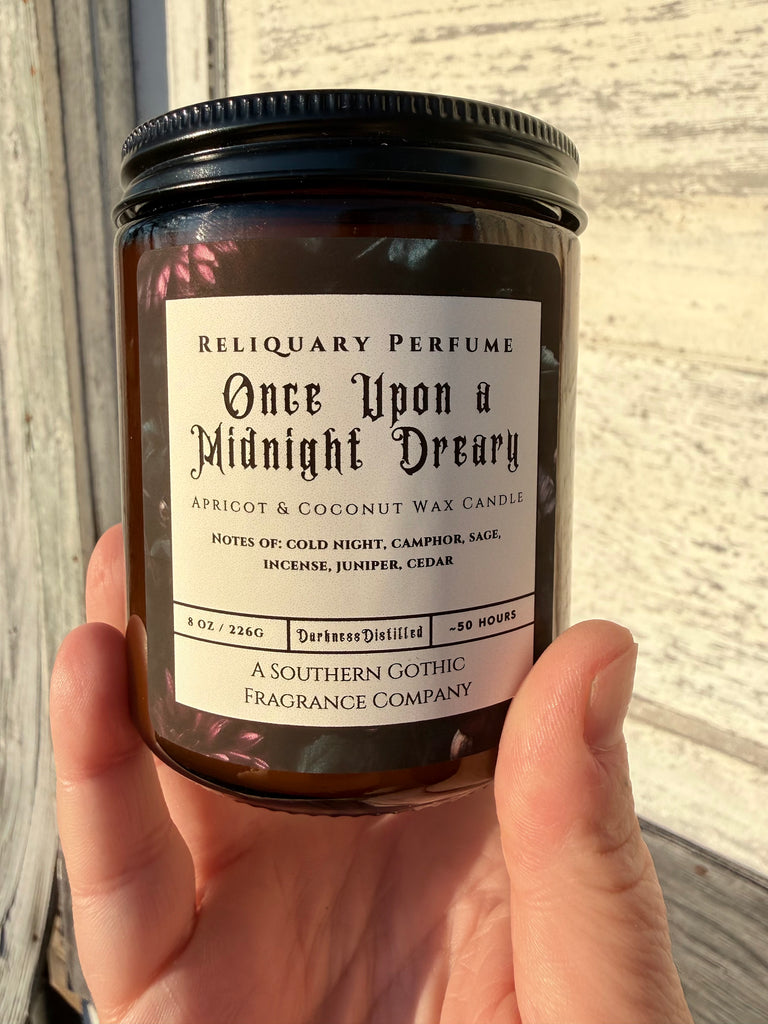 Reliquary Perfume
Once Upon a
Midnight Dreary
Apricot & Coconut Wax Candle
Notes of: cold night, camphor, sage,
incense, juniper, cedar
8 oz / 226g DarknessDistilled ~50 hours
A Southern Gothic
Fragrance Company